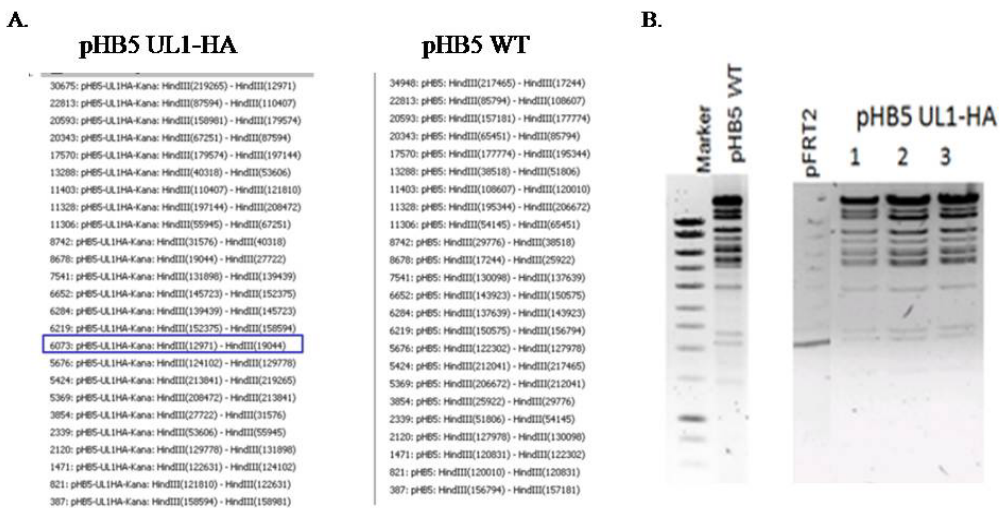 A.
pHB5 UL1-HA
30675: pHB5-UL1HA-Kana: HindIII(219265) - HindIII(12971)
22813: pHB5-UL1HA-Kana: HindIII(87594) - HindIII(110407)
20593: pHB5-UL1HA-Kana: HindIII(158981) - HindIII(179574)
20343: pHB5-UL1HA-Kana: HindIII(67251) - HindIII(87594)
17570: pHB5-UL1HA-Kana: HindIII(179574) - HindIII(197144)
13288: pHB5-UL1HA-Kana: HindIII(40318) - HindIII(53606)
11403: pHB5-UL1HA-Kana: HindIII(110407) - HindIII(121810)
11328: pHB5-UL1HA-Kana: HindIII(197144) - HindIII(208472)
11306: pHB5-UL1HA-Kana: HindIII(55945) - HindIII(67251)
8742: pHB5-UL1HA-Kana: HindIII(31576) - HindIII(40318)
8678: pHB5-UL1HA-Kana: HindIII(19044) - HindIII(27722)
7541: pHB5-UL1HA-Kana: HindIII(131898) - HindIII(139439)
6652: pHB5-UL1HA-Kana: HindIII(145723) - HindIII(152375)
6284: pHB5-UL1HA-Kana: HindIII(139439) - HindIII(145723)
6219: pHB5-UL1HA-Kana: HindIII(152375) - HindIII(158594)
6073: pHB5-UL1HA-Kana: HindIII(12971) - HindIII(19044)
5676: pHB5-UL1HA-Kana: HindIII(124102) - HindIII(129778)
5424: pHB5-UL1HA-Kana: HindIII(213841) - HindIII(219265)
5369: pHB5-UL1HA-Kana: HindIII(208472) - HindIII(213841)
3854: pHB5-UL1HA-Kana: HindIII(27722) - HindIII(31576)
2339: pHB5-UL1HA-Kana: HindIII(53606) - HindIII(55945)
2120: pHB5-UL1HA-Kana: HindIII(129778) - HindIII(131898)
1471: pHB5-UL1HA-Kana: HindIII(122631) - HindIII(124102)
821: pHB5-UL1HA-Kana: HindIII(121810) - HindIII(122631)
387: pHB5-UL1HA-Kana: HindIII(158594) - HindIII(158981)
pHB5 WT
34948: pHB5: HindIII(217465) - HindIII(17244)
22813: pHB5: HindIII(85794) - HindIII(108607)
20593: pHB5: HindIII(157181) - HindIII(177774)
20343: pHB5: HindIII(65451) - HindIII(85794)
17570: pHB5: HindIII(177774) - HindIII(195344)
13288: pHB5: HindIII(38518) - HindIII(51806)
11403: pHB5: HindIII(108607) - HindIII(120010)
11328: pHB5: HindIII(195344) - HindIII(206672)
11306: pHB5: HindIII(54145) - HindIII(65451)
8742: pHB5: HindIII(29776) - HindIII(38518)
8678: pHB5: HindIII(17244) - HindIII(25922)
7541: pHB5: HindIII(130098) - HindIII(137639)
6652: pHB5: HindIII(143923) - HindIII(150575)
6284: pHB5: HindIII(137639) - HindIII(143923)
6219: pHB5: HindIII(150575) - HindIII(156794)
5676: pHB5: HindIII(122302) - HindIII(127978)
5424: pHB5: HindIII(212041) - HindIII(217465)
5369: pHB5: HindIII(206672) - HindIII(212041)
3854: pHB5: HindIII(25922) - HindIII(29776)
2339: pHB5: HindIII(51806) - HindIII(54145)
2120: pHB5: HindIII(127978) - HindIII(130098)
1471: pHB5: HindIII(120831) - HindIII(122302)
821: pHB5: HindIII(120010) - HindIII(120831)
387: pHB5: HindIII(156794) - HindIII(157181)
B.
Marker
pHB5 WT
pFRT2
pHB5 UL1-HA
1 2 3